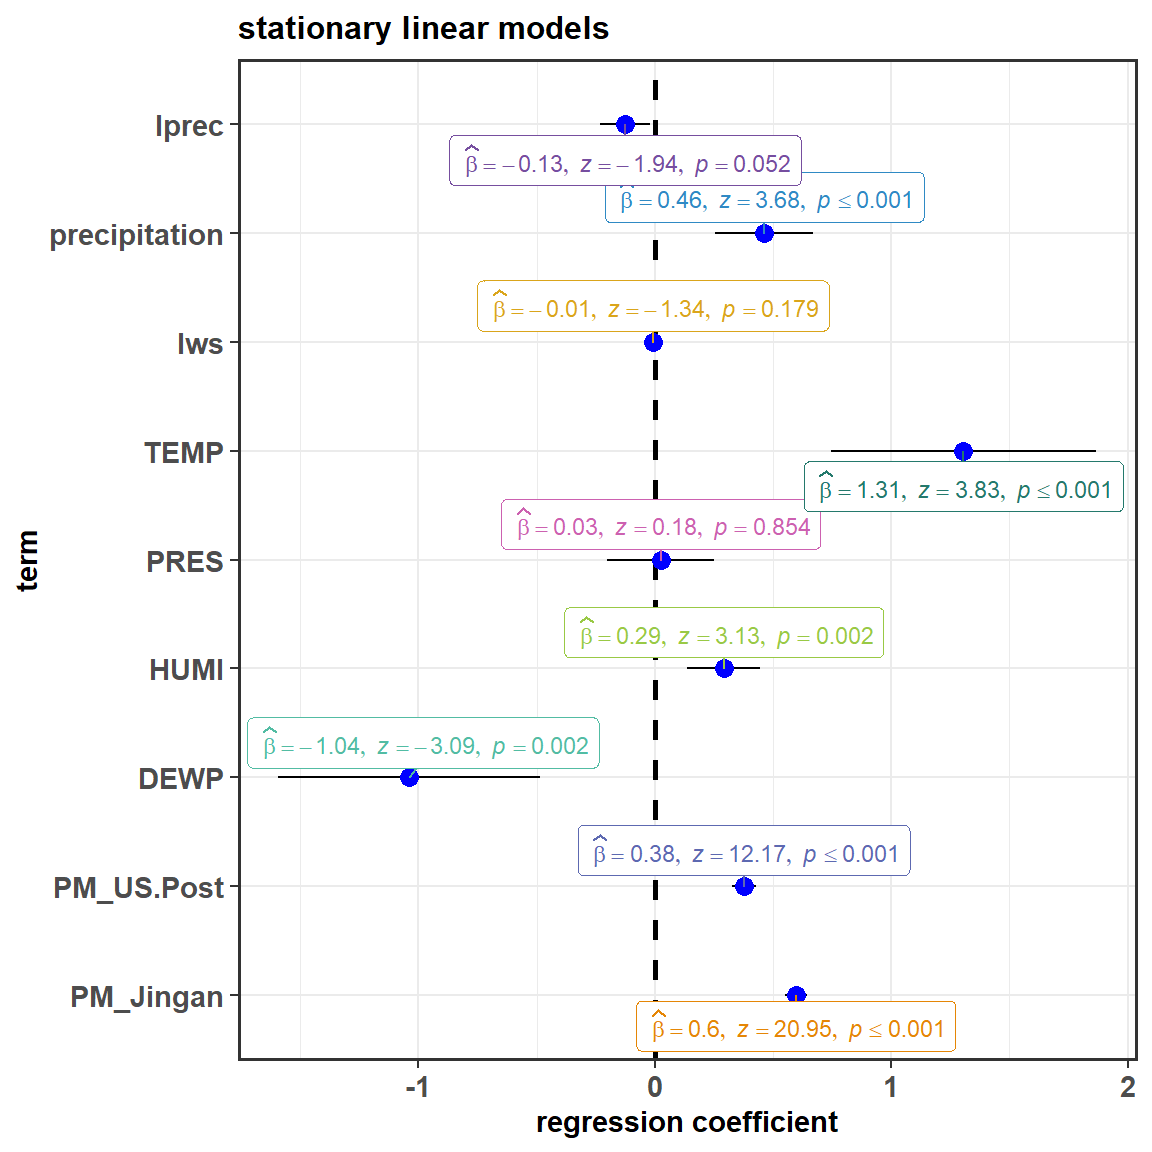 stationary linear models
Iprec
β̂ = −0.13, z = −1.94, p = 0.052
β̂ = 0.46, z = 3.68, p ≤ 0.001
precipitation
β̂ = −0.01, z = −1.34, p = 0.179
Iws
TEMP
β̂ = 1.31, z = 3.83, p ≤ 0.001
β̂ = 0.03, z = 0.18, p = 0.854
PRES
β̂ = 0.29, z = 3.13, p = 0.002
HUMI
β̂ = −1.04, z = −3.09, p = 0.002
DEWP
β̂ = 0.38, z = 12.17, p ≤ 0.001
PM_US.Post
PM_Jingan
β̂ = 0.6, z = 20.95, p ≤ 0.001
-1 0 1 2
regression coefficient
term